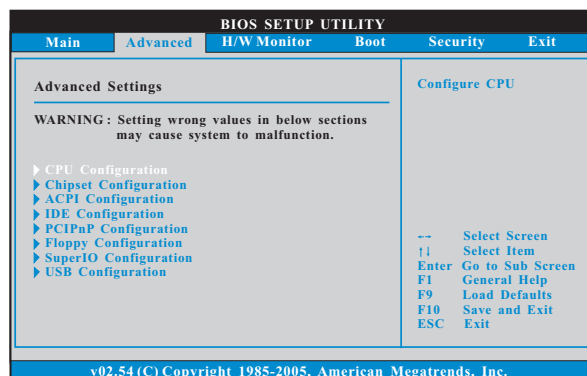 BIOS SETUP UTILITY
Main Advanced H/W Monitor Boot Security Exit
Advanced Settings
WARNING : Setting wrong values in below sections
may cause system to malfunction.
CPU Configuration
Chipset Configuration
ACPI Configuration
IDE Configuration
PCIPnP Configuration
Floppy Configuration
SuperIO Configuration
USB Configuration
Configure CPU
←→ Select Screen
↑↓ Select Item
Enter Go to Sub Screen
F1 General Help
F9 Load Defaults
F10 Save and Exit
ESC Exit
v02.54 (C) Copyright 1985-2005, American Megatrends, Inc.